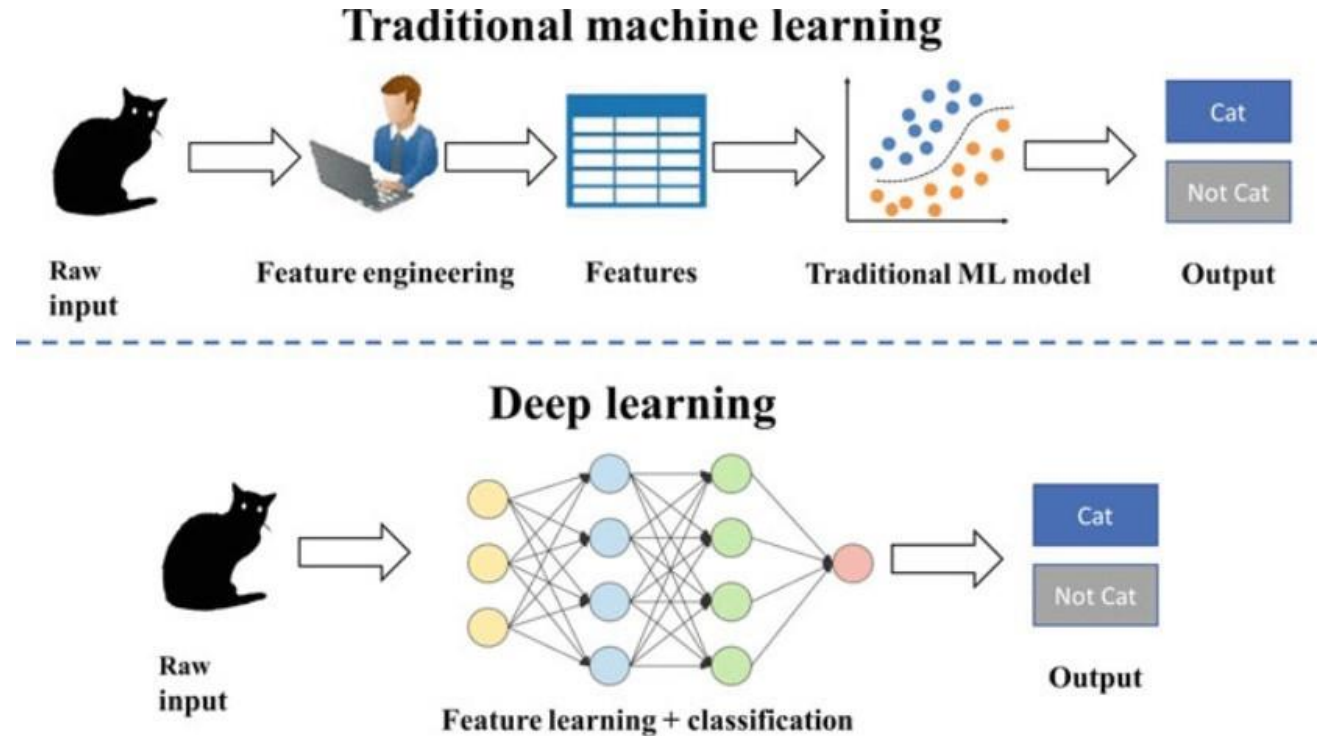 Traditional machine learning
Cat
Not Cat
Raw
input
Feature engineering
Features
Traditional ML model
Output
Deep learning
Cat
Not Cat
Raw
input
Feature learning + classification
Output